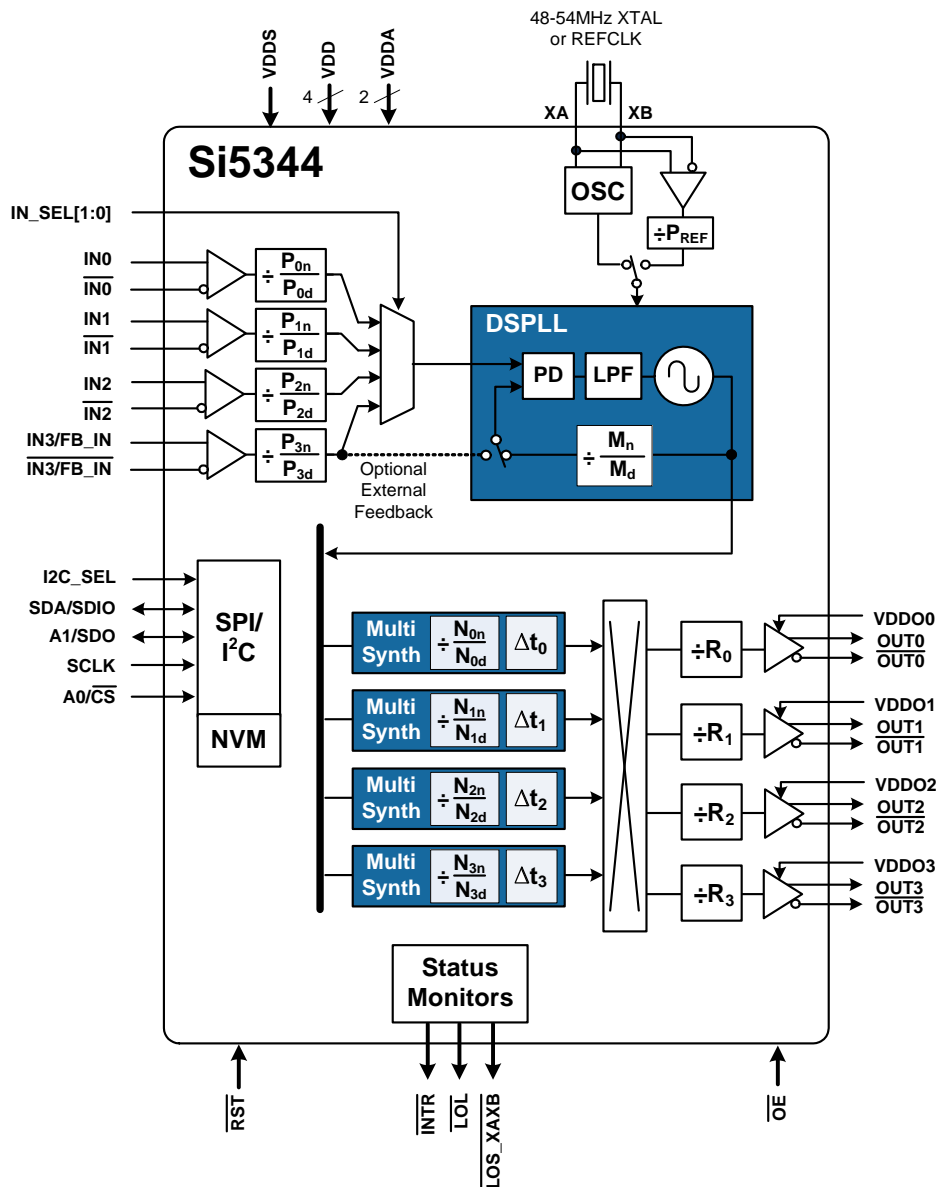 48-54MHz XTAL
or REFCLK
VDDS
VDD
VDDA
4
2
XA
XB
Si5344
OSC
÷PREF
IN_SEL[1:0]
IN0
IN0
÷ P0n
P0d
IN1
IN1
÷ P1n
P1d
IN2
IN2
÷ P2n
P2d
IN3/FB_IN
IN3/FB_IN
÷ P3n
P3d
DSPLL
PD
LPF
÷ Mn
Md
Optional
External
Feedback
I2C_SEL
SDA/SDIO
A1/SDO
SCLK
A0/CS
SPI/
I²C
NVM
Multi
Synth
÷ N0n
N0d
Δt0
Multi
Synth
÷ N1n
N1d
Δt1
Multi
Synth
÷ N2n
N2d
Δt2
Multi
Synth
÷ N3n
N3d
Δt3
÷R0
÷R1
÷R2
÷R3
VDDO0
OUT0
OUT0
VDDO1
OUT1
OUT1
VDDO2
OUT2
OUT2
VDDO3
OUT3
OUT3
Status
Monitors
RST
INTR
LOL
LOS_XAXB
OE